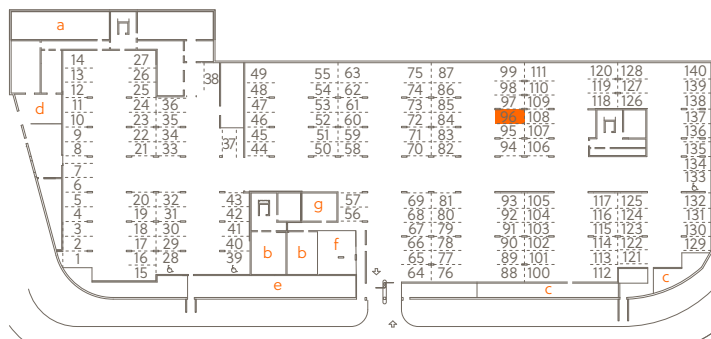 a
14 27 38 49 55 63 75 87 99 111 120 128 140
13 26 48 54 62 74 86 98 110 119 127 139
12 25 47 53 61 73 85 97 109 118 126 138
d 11 24 36 46 52 60 72 84 96 108 137
10 23 35 45 51 59 71 83 95 107 136
9 22 34 37 44 50 58 70 82 94 106 135
8 21 33 134
7 133
6
5 20 32 43 g 57 69 81 93 105 117 125 132
4 19 31 42 56 68 80 92 104 116 124 131
3 18 30 41 67 79 91 103 115 123 130
2 17 29 40 b b f 66 78 90 102 114 122 129
1 16 28 39 65 77 89 101 113 121
15 64 76 88 100 112 c
e c